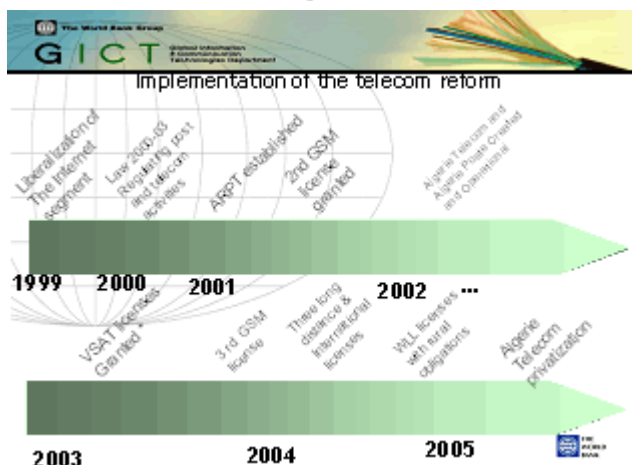 The World Bank Group
GICT
Global Information
& Communication
Technologies Department
Implementation of the telecom reform
Liberalization of
The Internet
segment
Law 2000-03
Regulating post
and telecom
activities
ARPT established
2nd GSM
license
granted
Algerie Telecom and
Algerie Poste Created
and Operational
1999
2000
2001
2002
...
VSAT licenses
Granted
3rd GSM
license
Three long
distance &
International
licenses
WLL licenses
with rural
obligations
Algerie
Telecom
privatization
2003
2004
2005
THE
WORLD
BANK